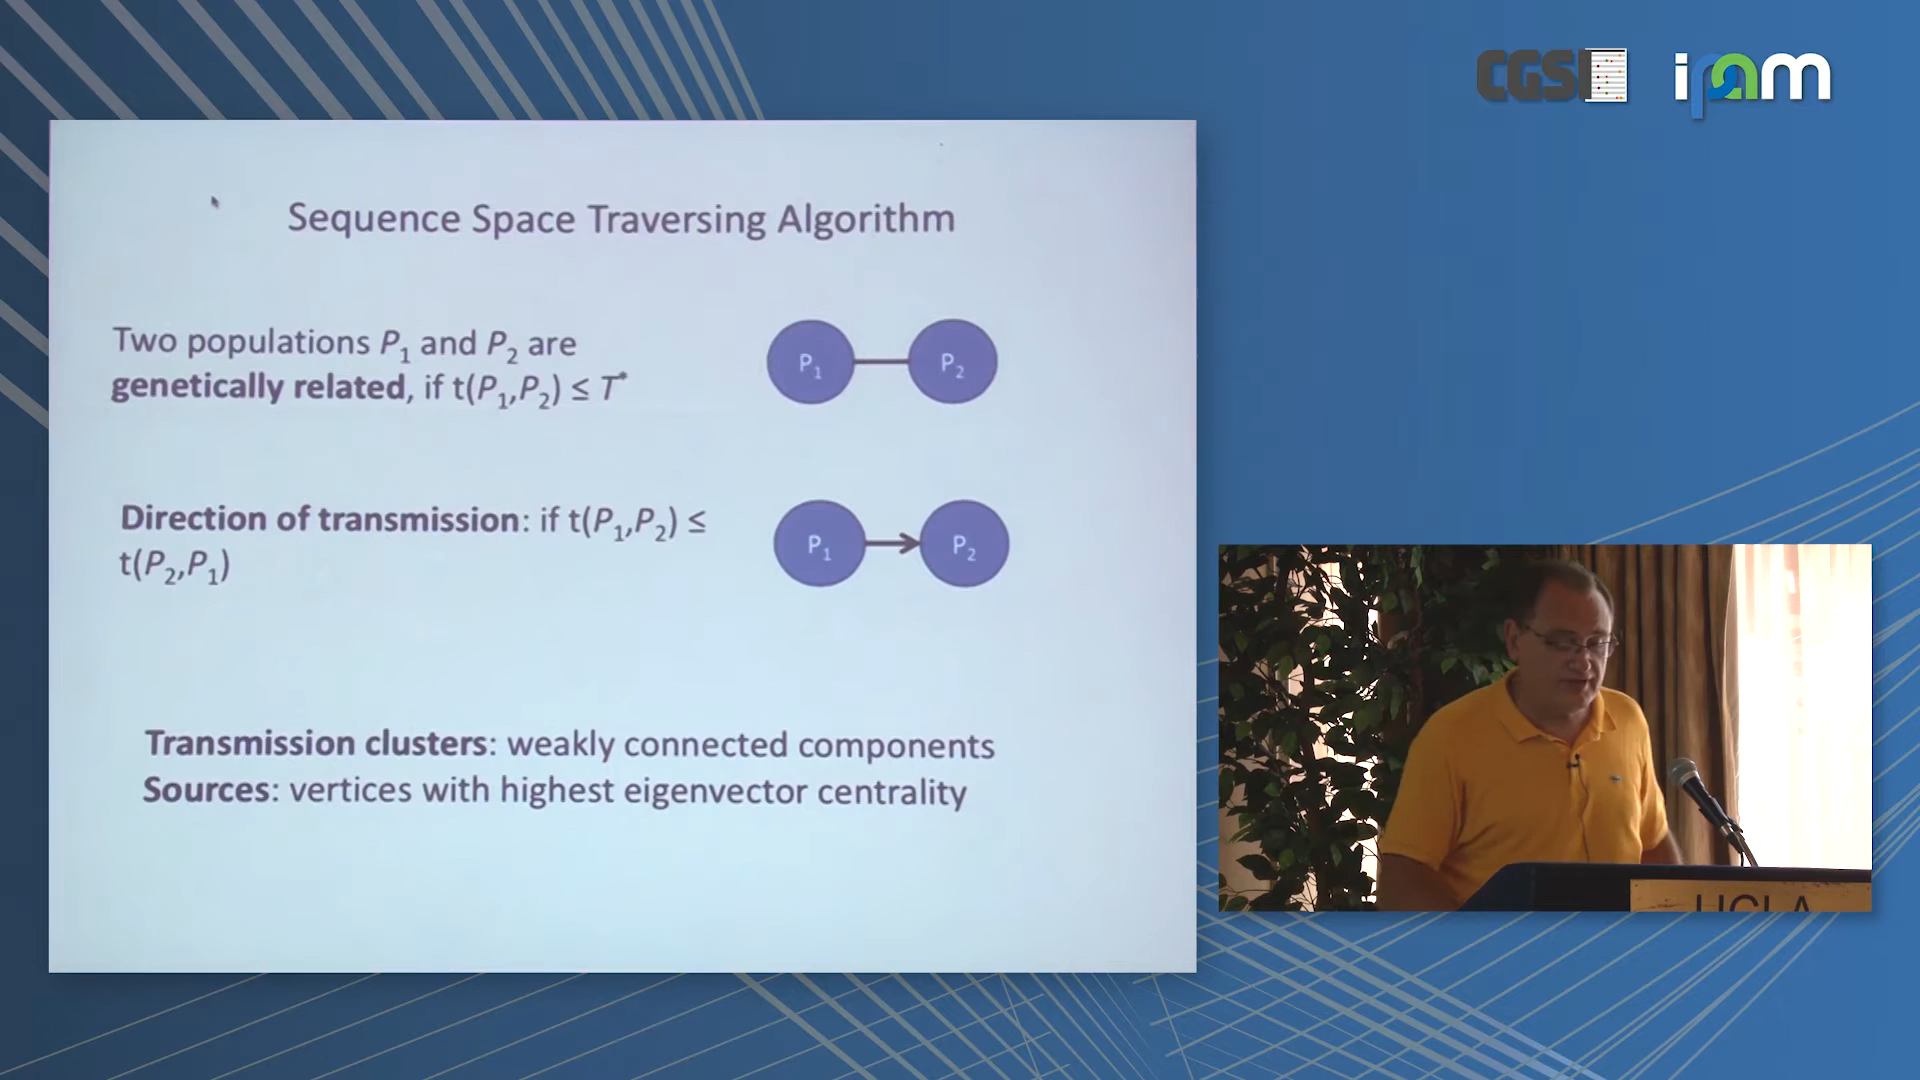 CGSI
ipam
Sequence Space Traversing Algorithm
Two populations P1 and P2 are
genetically related, if t(P1,P2) ≤ T*
P1
P2
Direction of transmission: if t(P1,P2) ≤
t(P2,P1)
P1
P2
Transmission clusters: weakly connected components
Sources: vertices with highest eigenvector centrality
UCLA